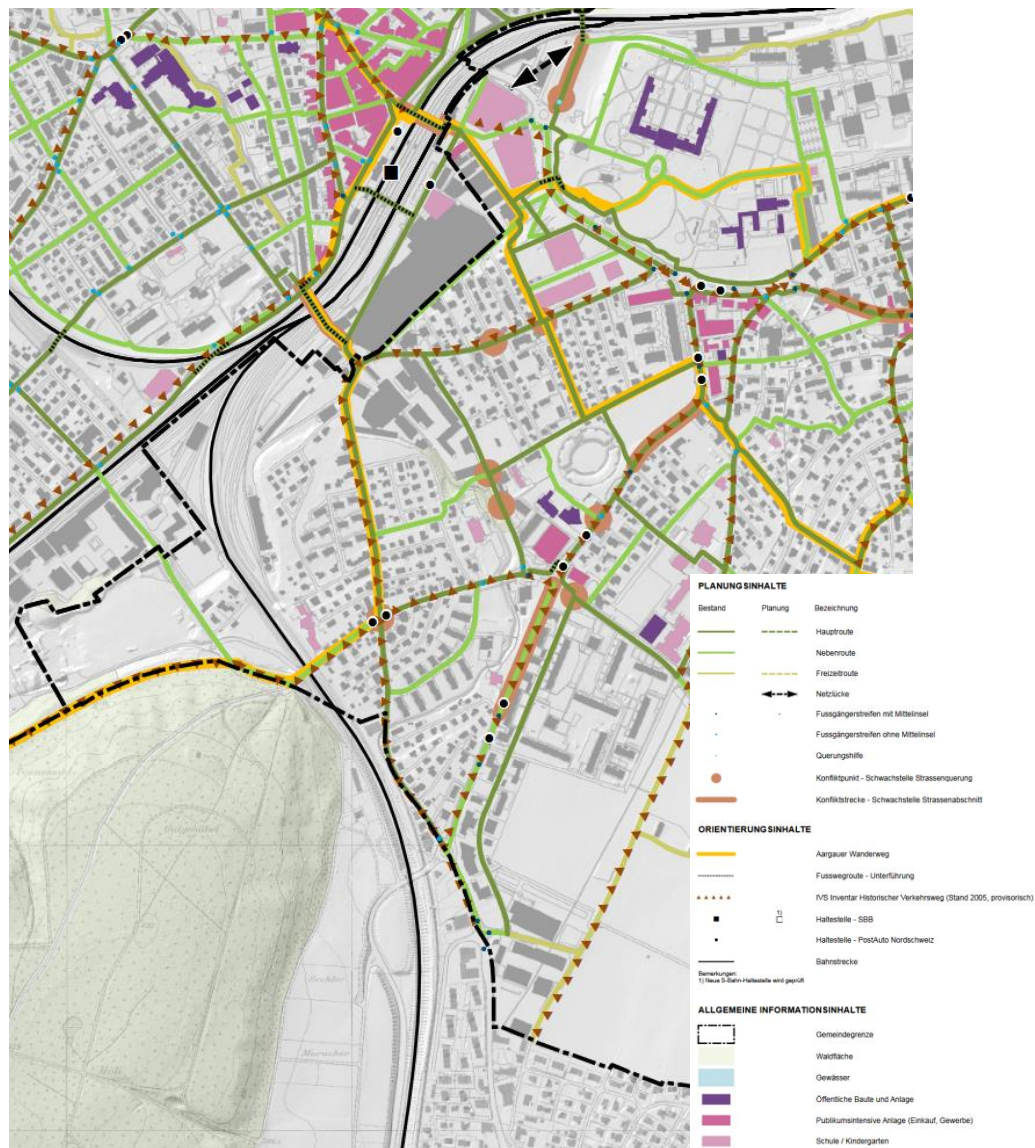 PLANUNGSINHALTE
Bestand Planung Bezeichnung
Hauptroute
Nebenroute
Freizeitroute
Netzlücke
Fussgängerstreifen mit Mittelinsel
Fussgängerstreifen ohne Mittelinsel
Querungshilfe
Konfliktpunkt - Schwachstelle Strassenquerung
Konfliktstrecke - Schwachstelle Strassenabschnitt
ORIENTIERUNGSINHALTE
Aargauer Wanderweg
Fusswegroute - Unterführung
IVS Inventar Historischer Verkehrsweg (Stand 2005, provisorisch)
1)
Haltestelle - SBB
Haltestelle - PostAuto Nordschweiz
Bahnstrecke
Bemerkungen:
1) Neue S-Bahn-Haltestelle wird geprüft
ALLGEMEINE INFORMATIONSINHALTE
Gemeindegrenze
Waldfläche
Gewässer
Öffentliche Baute und Anlage
Publikumsintensive Anlage (Einkauf, Gewerbe)
Schule / Kindergarten